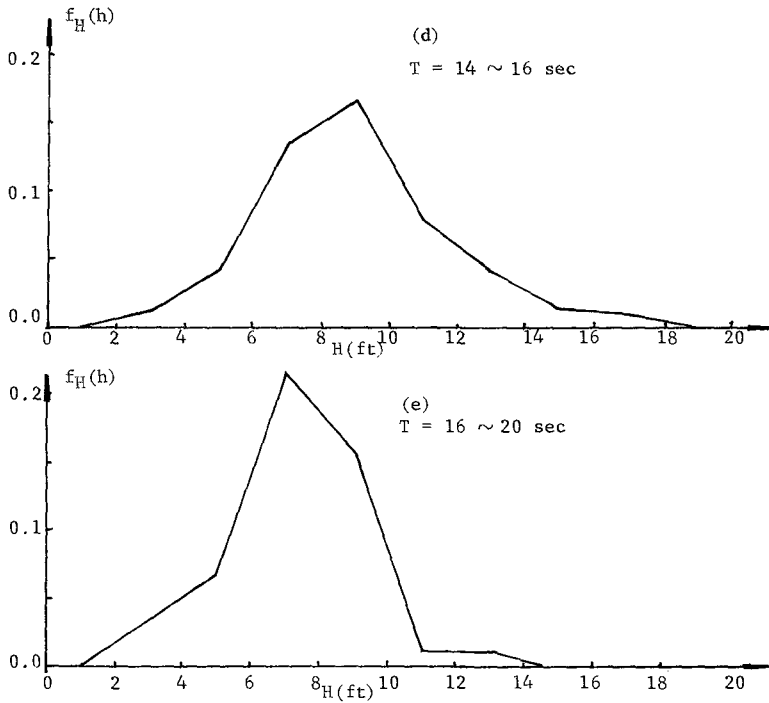 f_H(h)
(d)
T = 14 ~ 16 sec
0.2
0.1
0.0
0 2 4 6 8 10 12 14 16 18 20
H(ft)
f_H(h)
(e)
T = 16 ~ 20 sec
0.2
0.1
0.0
0 2 4 6 8 10 12 14 16 18 20
H(ft)